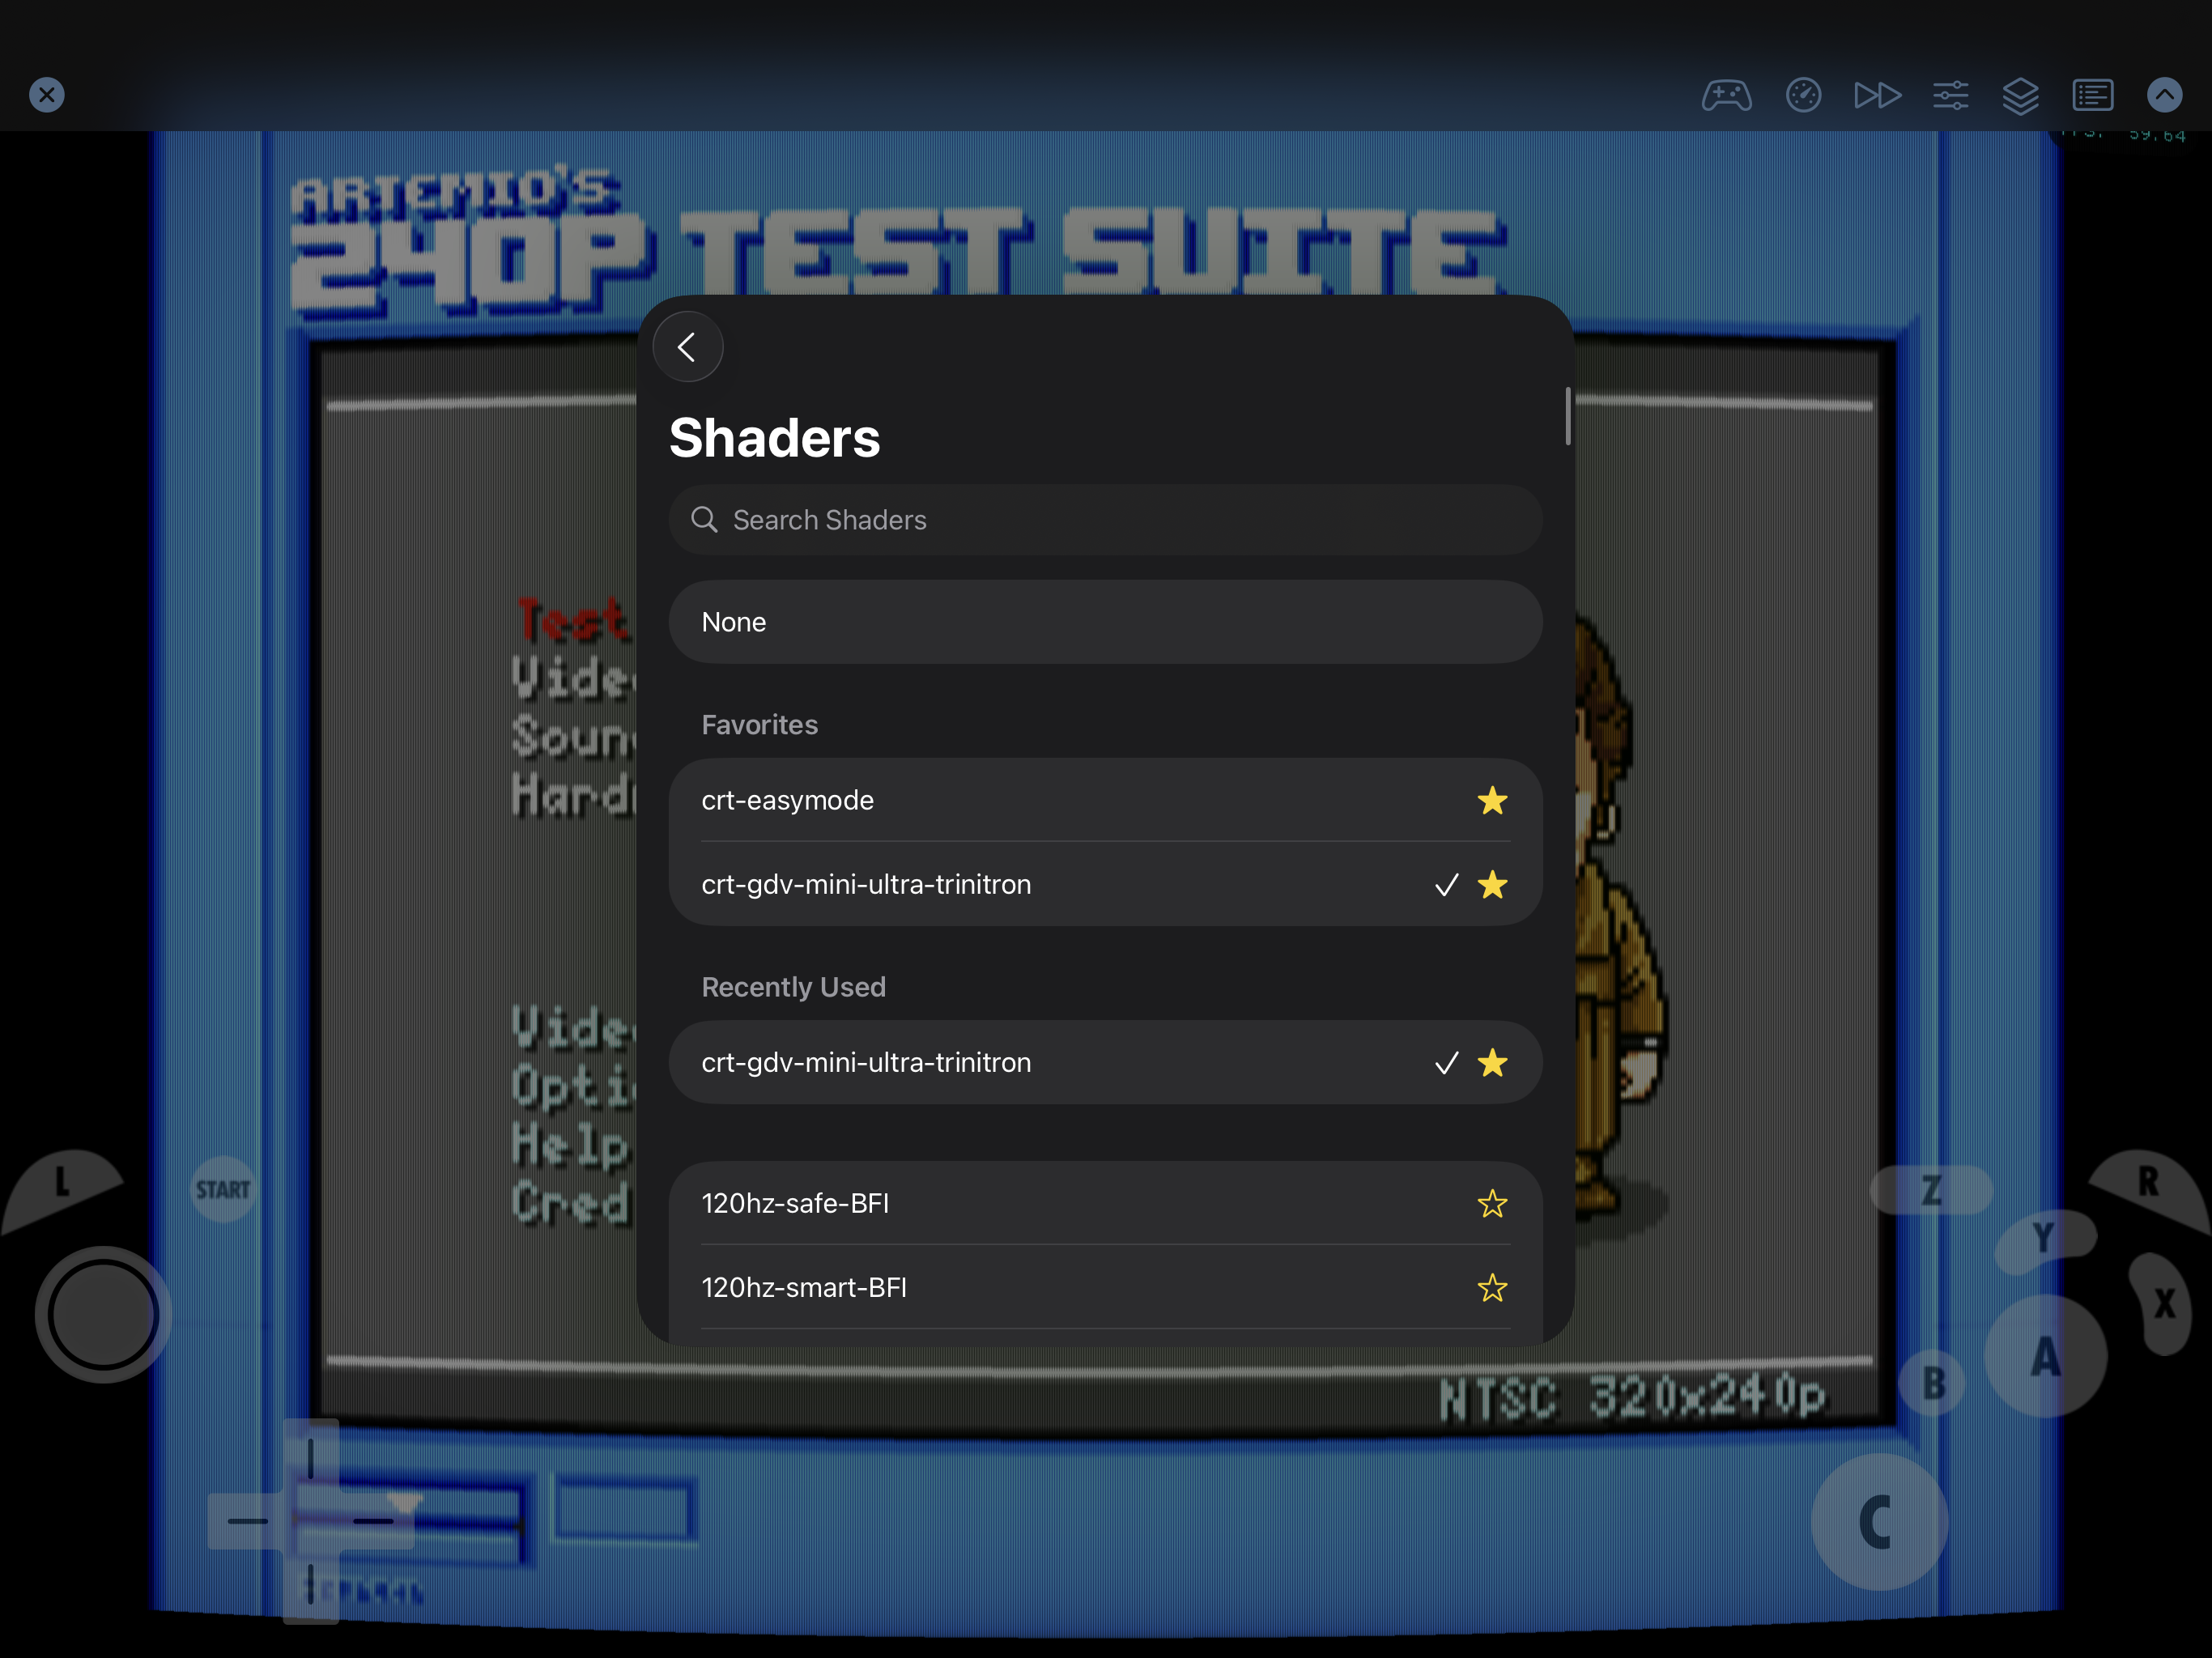 FPS: 59.64
ARTEMIO'S
240P TEST SUITE
Shaders
Search Shaders
None
Favorites
crt-easymode
crt-gdv-mini-ultra-trinitron
Recently Used
crt-gdv-mini-ultra-trinitron
120hz-safe-BFI
120hz-smart-BFI
Test
Vide
Soun
Hard
Vide
Opti
Help
Cred
NTSC 320x240p
L
START
Z
R
Y
X
A
B
C